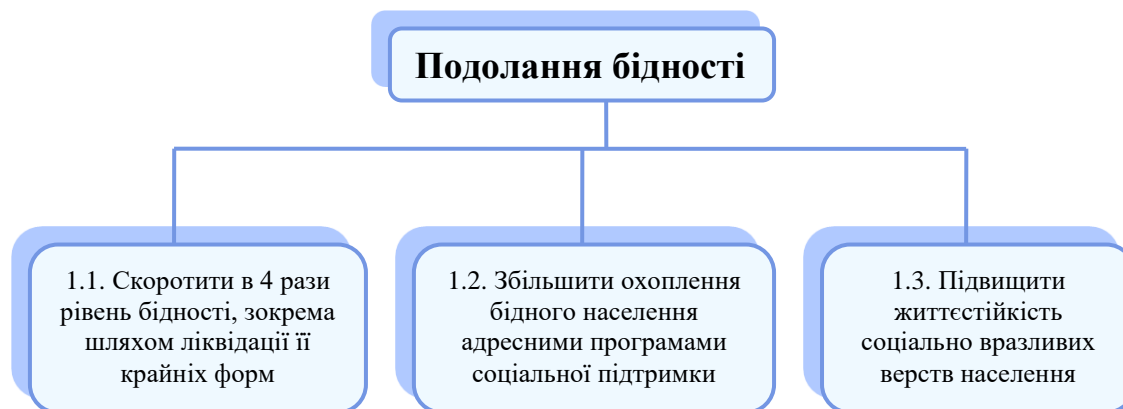 Подолання бідності
1.1. Скоротити в 4 рази
рівень бідності, зокрема
шляхом ліквідації її
крайніх форм
1.2. Збільшити охоплення
бідного населення
адресними програмами
соціальної підтримки
1.3. Підвищити
життєстійкість
соціально вразливих
верств населення